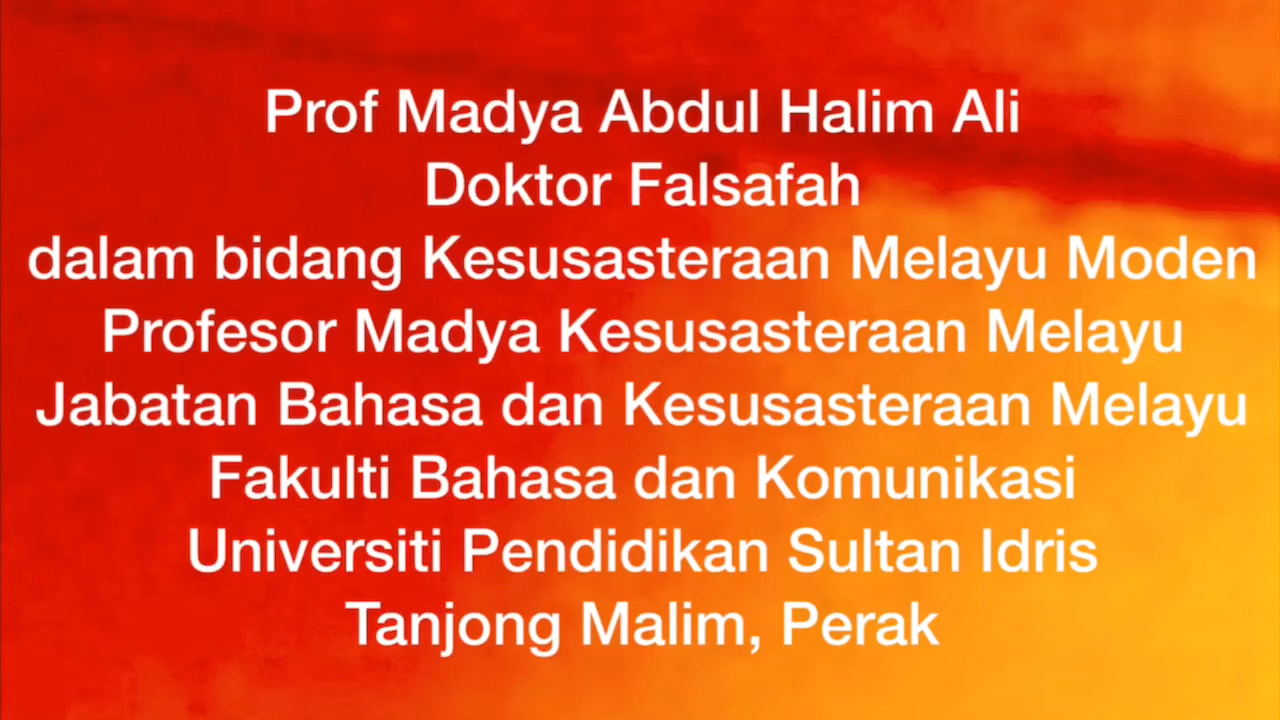 Prof Madya Abdul Halim Ali
Doktor Falsafah
dalam bidang Kesusasteraan Melayu Moden
Profesor Madya Kesusasteraan Melayu
Jabatan Bahasa dan Kesusasteraan Melayu
Fakulti Bahasa dan Komunikasi
Universiti Pendidikan Sultan Idris
Tanjong Malim, Perak